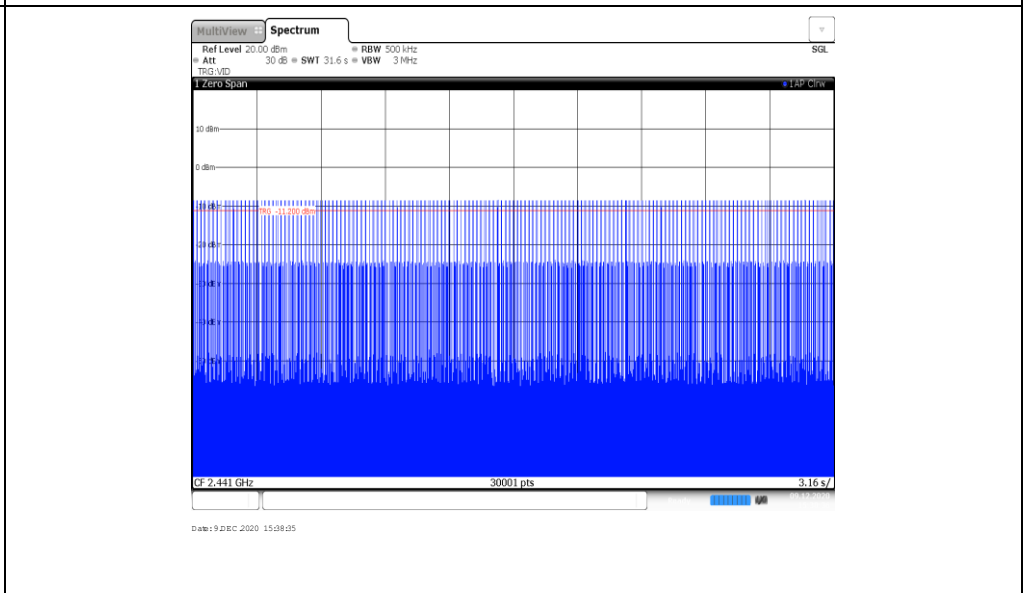 MultiView Spectrum
Ref Level 20.00 dBm RBW 500 kHz SGL
Att 30 dB SWT 31.6 s VBW 3 MHz
TRG:VID
1 Zero Span 1AP Clrw
10 dBm
0 dBm
TRG -11.200 dBm
CF 2.441 GHz 30001 pts 3.16 s/
Date: 9.DEC.2020 15:38:35